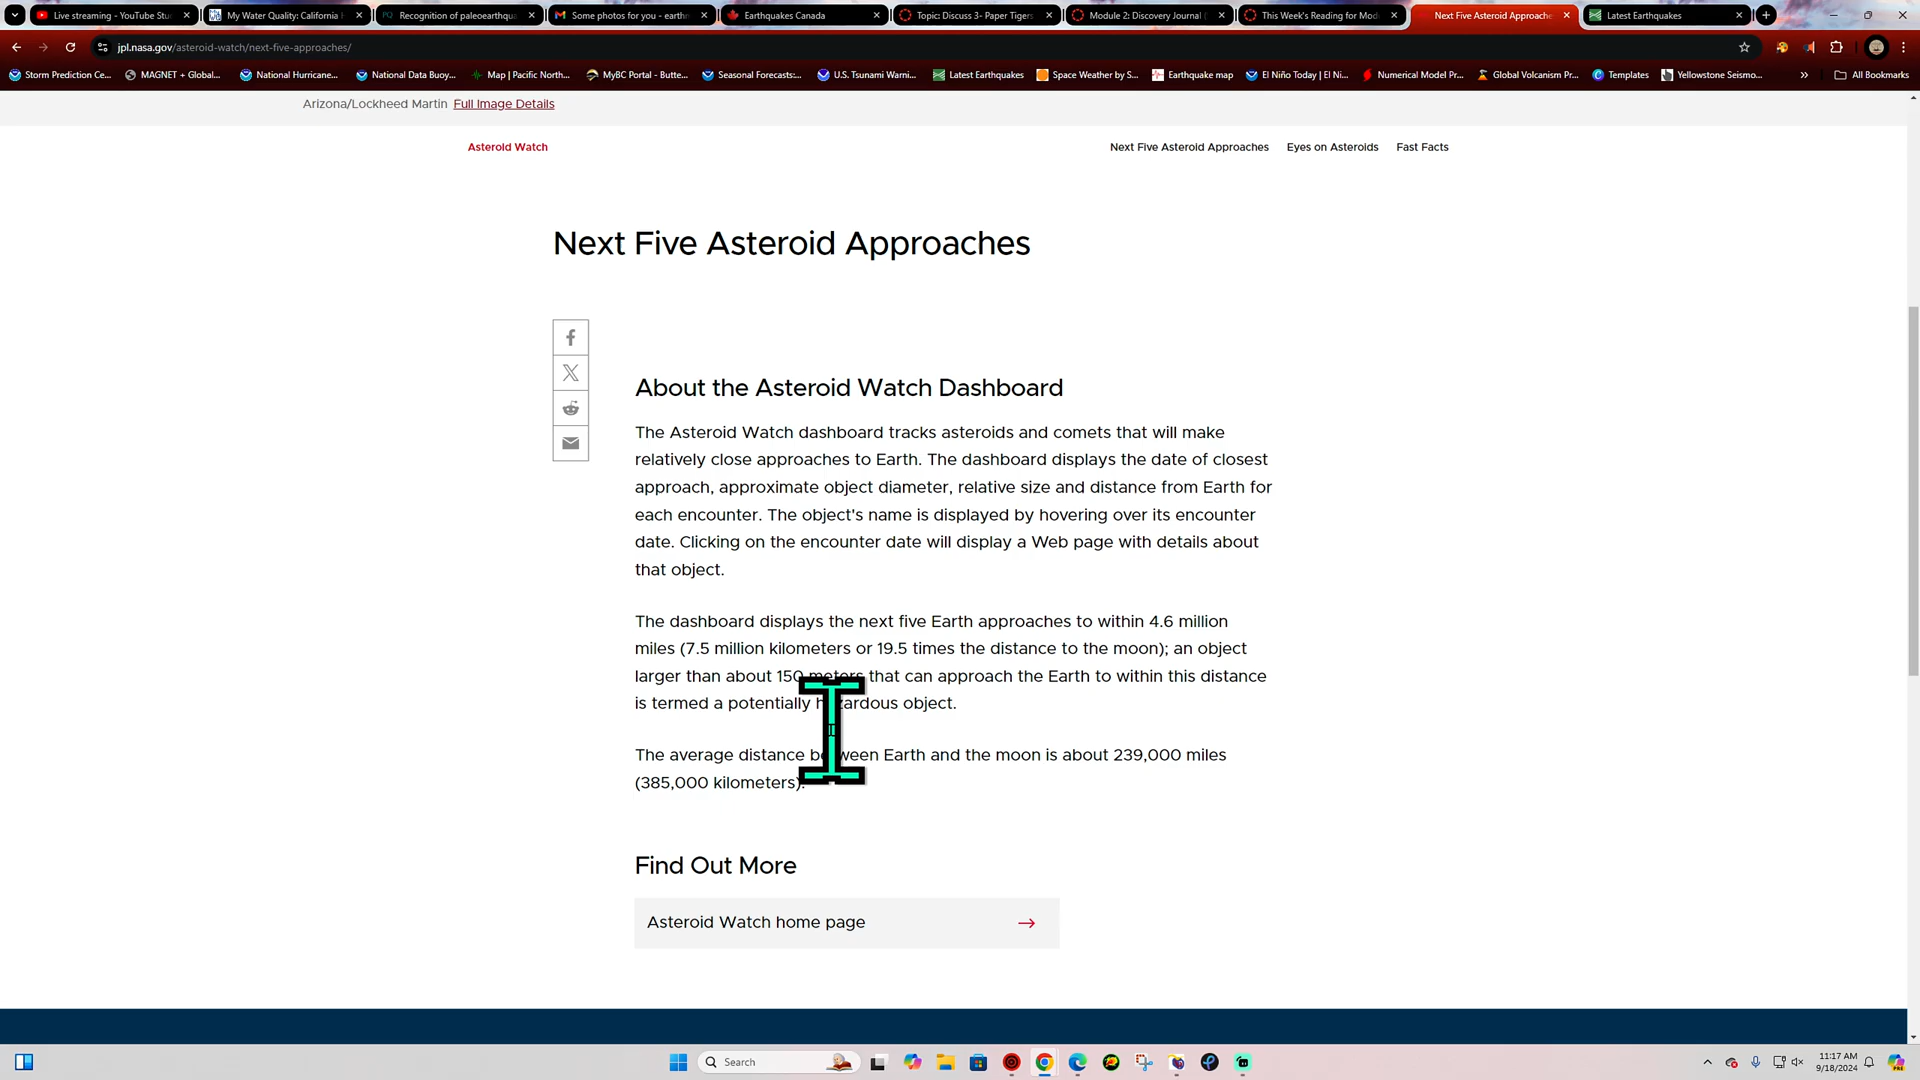 Live streaming - YouTube Stu
My Water Quality: California
Recognition of paleoearthqu
Some photos for you - earthn
Earthquakes Canada
Topic: Discuss 3- Paper Tigers
Module 2: Discovery Journal
This Week's Reading for Mod
Next Five Asteroid Approache
Latest Earthquakes
jpl.nasa.gov/asteroid-watch/next-five-approaches/
Storm Prediction Ce...
MAGNET + Global...
National Hurricane...
National Data Buoy...
Map | Pacific North...
MyBC Portal - Butte...
Seasonal Forecasts:...
U.S. Tsunami Warni...
Latest Earthquakes
Space Weather by S...
Earthquake map
El Niño Today | El Ni...
Numerical Model Pr...
Global Volcanism Pr...
Templates
Yellowstone Seismo...
All Bookmarks
Arizona/Lockheed Martin Full Image Details
Asteroid Watch
Next Five Asteroid Approaches
Eyes on Asteroids
Fast Facts
Next Five Asteroid Approaches
About the Asteroid Watch Dashboard
The Asteroid Watch dashboard tracks asteroids and comets that will make
relatively close approaches to Earth. The dashboard displays the date of closest
approach, approximate object diameter, relative size and distance from Earth for
each encounter. The object's name is displayed by hovering over its encounter
date. Clicking on the encounter date will display a Web page with details about
that object.
The dashboard displays the next five Earth approaches to within 4.6 million
miles (7.5 million kilometers or 19.5 times the distance to the moon); an object
larger than about 150 meters that can approach the Earth to within this distance
is termed a potentially hazardous object.
The average distance between Earth and the moon is about 239,000 miles
(385,000 kilometers).
Find Out More
Asteroid Watch home page
Search
11:17 AM
9/18/2024